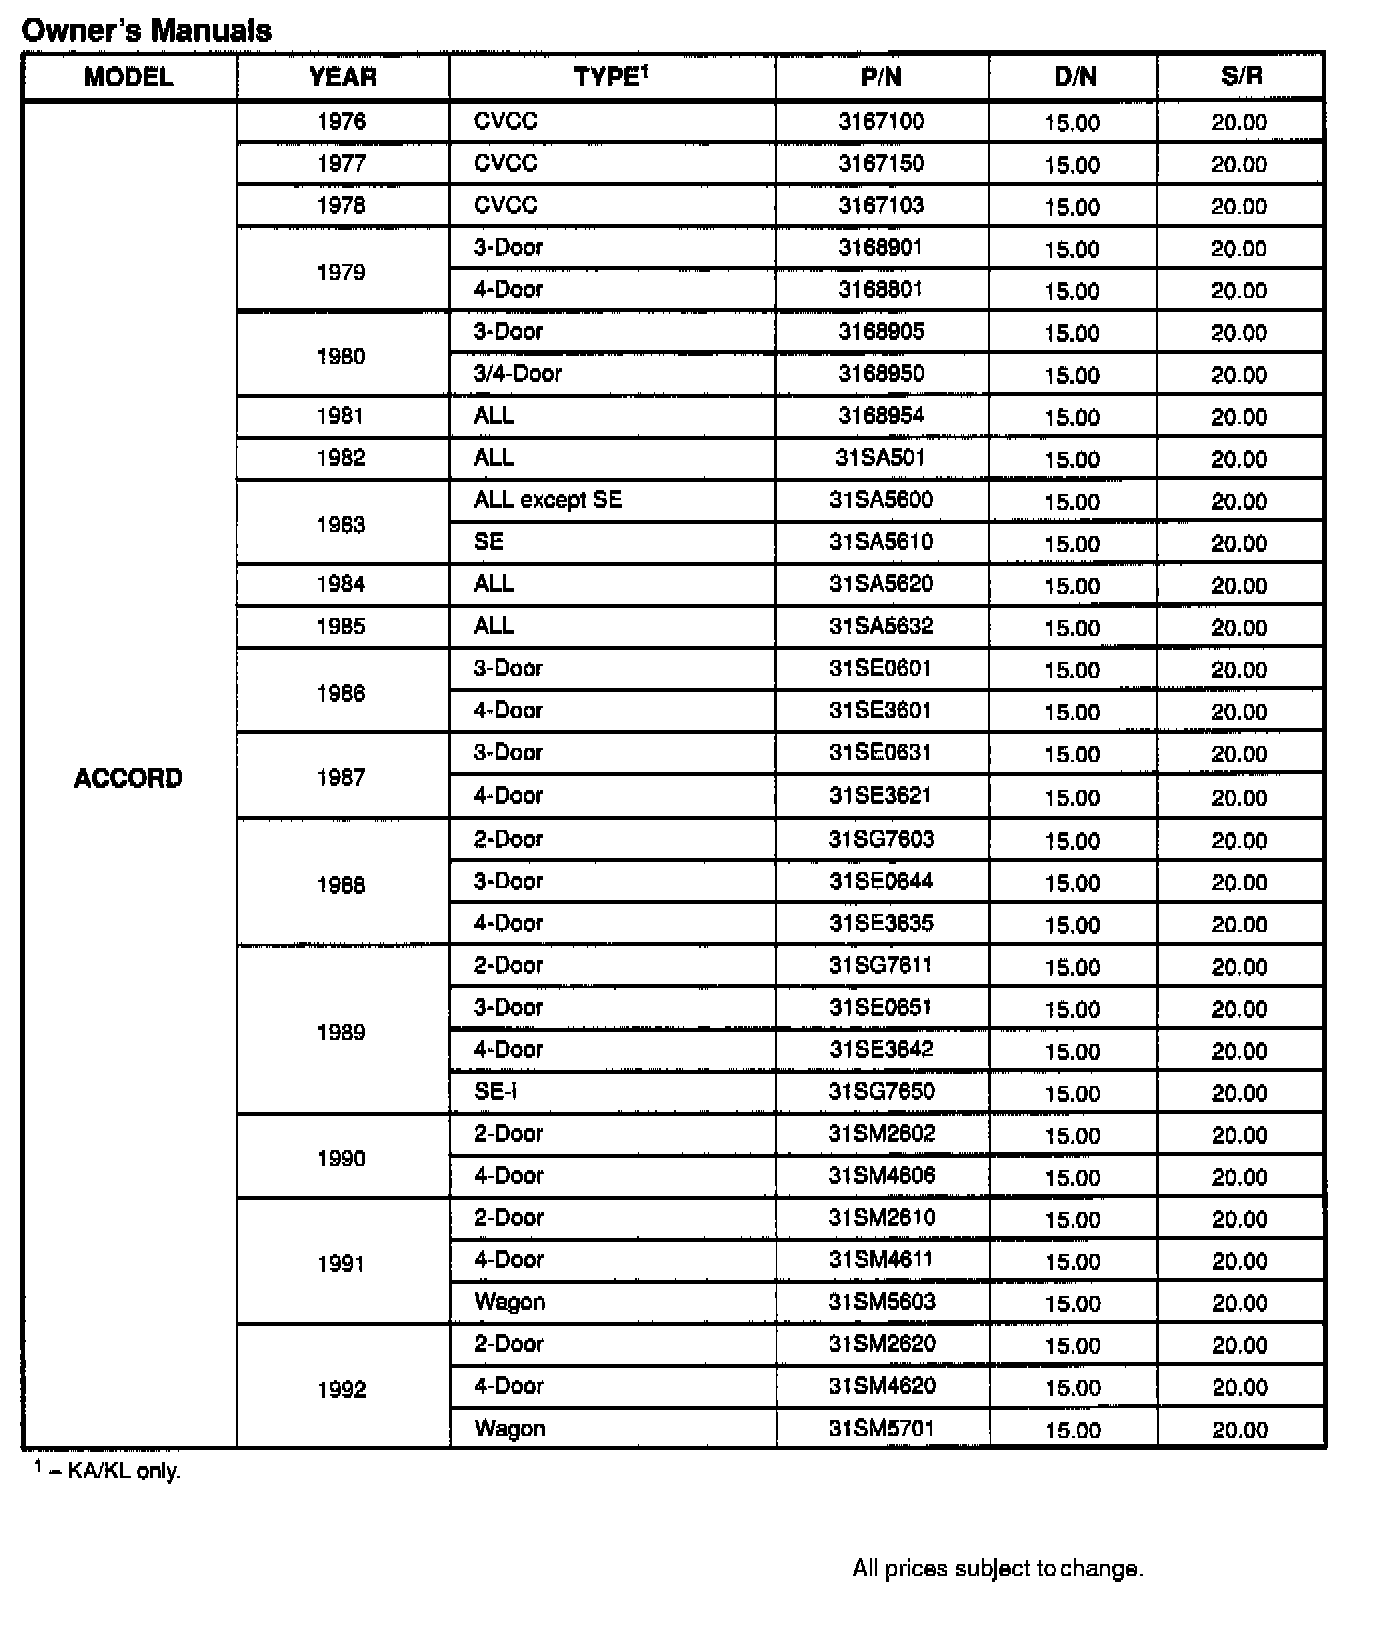 Owner's Manuals
MODEL YEAR TYPE¹ P/N D/N S/R
ACCORD
1976 CVCC 3167100 15.00 20.00
1977 CVCC 3167150 15.00 20.00
1978 CVCC 3167103 15.00 20.00
1979 3-Door 3168901 15.00 20.00
4-Door 3168801 15.00 20.00
1980 3-Door 3168905 15.00 20.00
3/4-Door 3168950 15.00 20.00
1981 ALL 3168954 15.00 20.00
1982 ALL 31SA501 15.00 20.00
1983 ALL except SE 31SA5600 15.00 20.00
SE 31SA5610 15.00 20.00
1984 ALL 31SA5620 15.00 20.00
1985 ALL 31SA5632 15.00 20.00
1986 3-Door 31SE0601 15.00 20.00
4-Door 31SE3601 15.00 20.00
1987 3-Door 31SE0631 15.00 20.00
4-Door 31SE3621 15.00 20.00
1988 2-Door 31SG7603 15.00 20.00
3-Door 31SE0644 15.00 20.00
4-Door 31SE3635 15.00 20.00
1989 2-Door 31SG7611 15.00 20.00
3-Door 31SE0651 15.00 20.00
4-Door 31SE3642 15.00 20.00
SE-i 31SG7650 15.00 20.00
1990 2-Door 31SM2602 15.00 20.00
4-Door 31SM4606 15.00 20.00
1991 2-Door 31SM2610 15.00 20.00
4-Door 31SM4611 15.00 20.00
Wagon 31SM5603 15.00 20.00
1992 2-Door 31SM2620 15.00 20.00
4-Door 31SM4620 15.00 20.00
Wagon 31SM5701 15.00 20.00
¹ – KA/KL only.
All prices subject to change.